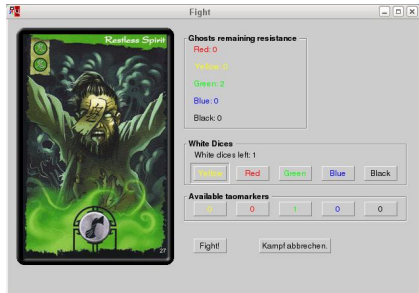 Fight
Restless Spirit
27
Ghosts remaining resistance
Red: 0
Yellow: 0
Green: 2
Blue: 0
Black: 0
White Dices
White dices left: 1
Yellow Red Green Blue Black
Available taomarkers
0 1 0 0
Fight! Kampf abbrechen.